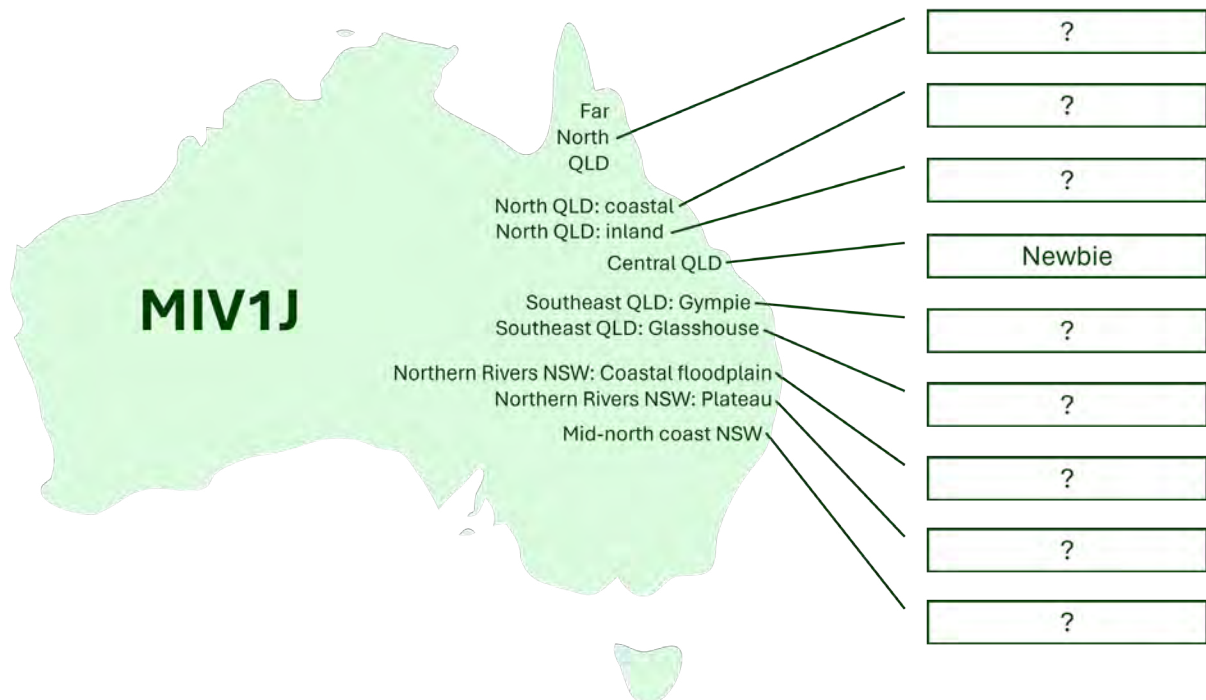 ?
Far
North
QLD
?
?
North QLD: coastal
North QLD: inland
Newbie
Central QLD
Southeast QLD: Gympie
?
Southeast QLD: Glasshouse
MIV1J
Northern Rivers NSW: Coastal floodplain
Northern Rivers NSW: Plateau
?
Mid-north coast NSW
?
?
?